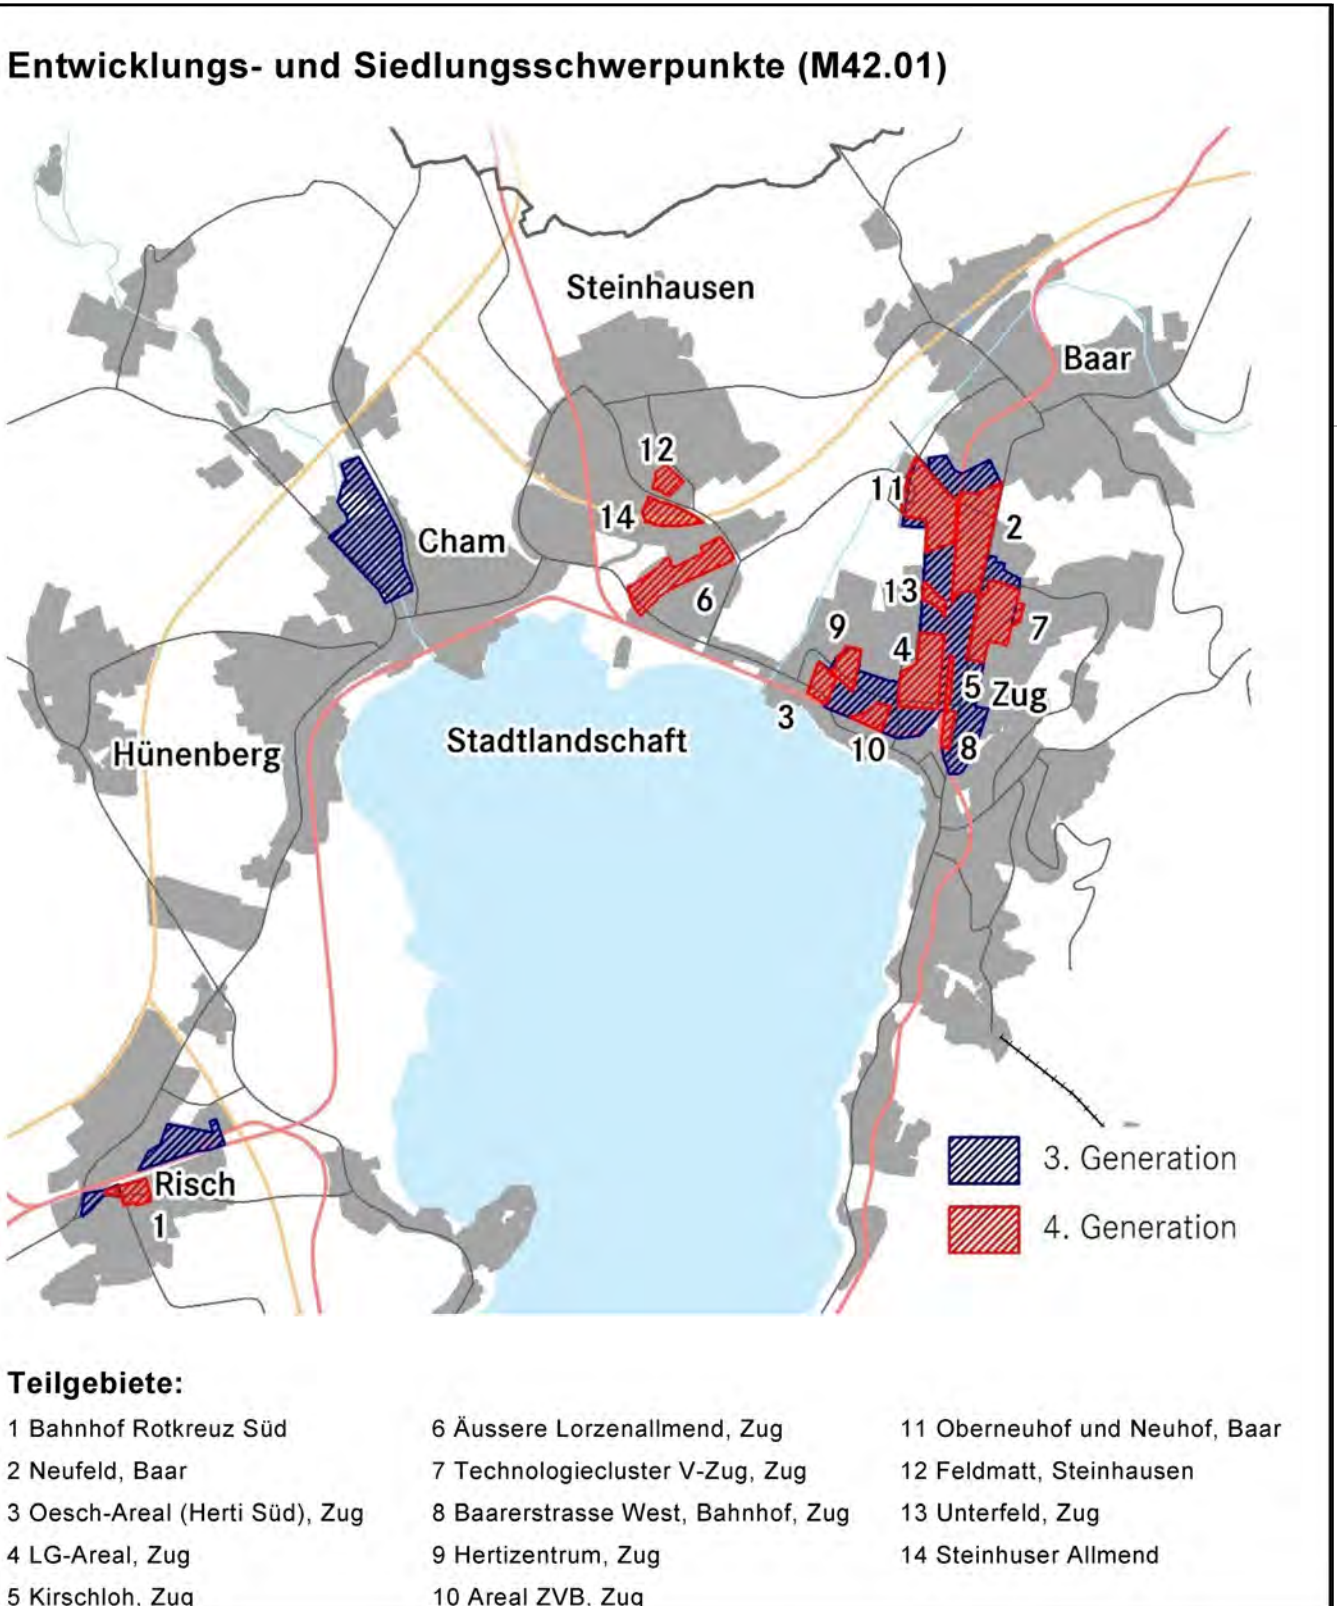 Entwicklungs- und Siedlungsschwerpunkte (M42.01)
Steinhausen
Baar
12
11
14
2
Cham
13
6
9
7
4
5
Zug
3
Stadtlandschaft
10
8
Hünenberg
3. Generation
Risch
1
4. Generation
Teilgebiete:
1 Bahnhof Rotkreuz Süd
2 Neufeld, Baar
3 Oesch-Areal (Herti Süd), Zug
4 LG-Areal, Zug
5 Kirschloh, Zug
6 Äussere Lorzenallmend, Zug
7 Technologiecluster V-Zug, Zug
8 Baarerstrasse West, Bahnhof, Zug
9 Hertizentrum, Zug
10 Areal ZVB, Zug
11 Oberneuhof und Neuhof, Baar
12 Feldmatt, Steinhausen
13 Unterfeld, Zug
14 Steinhuser Allmend